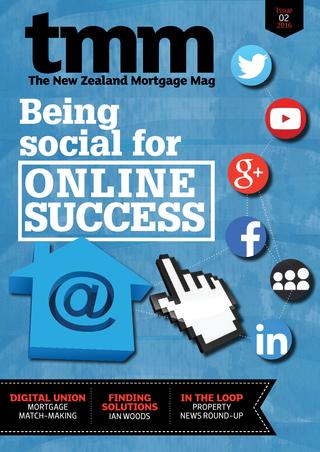 Issue
02
2016
tmm
The New Zealand Mortgage Mag
Being
social for
ONLINE
SUCCESS
g+
f
@
in
DIGITAL UNION
MORTGAGE
MATCH-MAKING
FINDING
SOLUTIONS
IAN WOODS
IN THE LOOP
PROPERTY
NEWS ROUND-UP